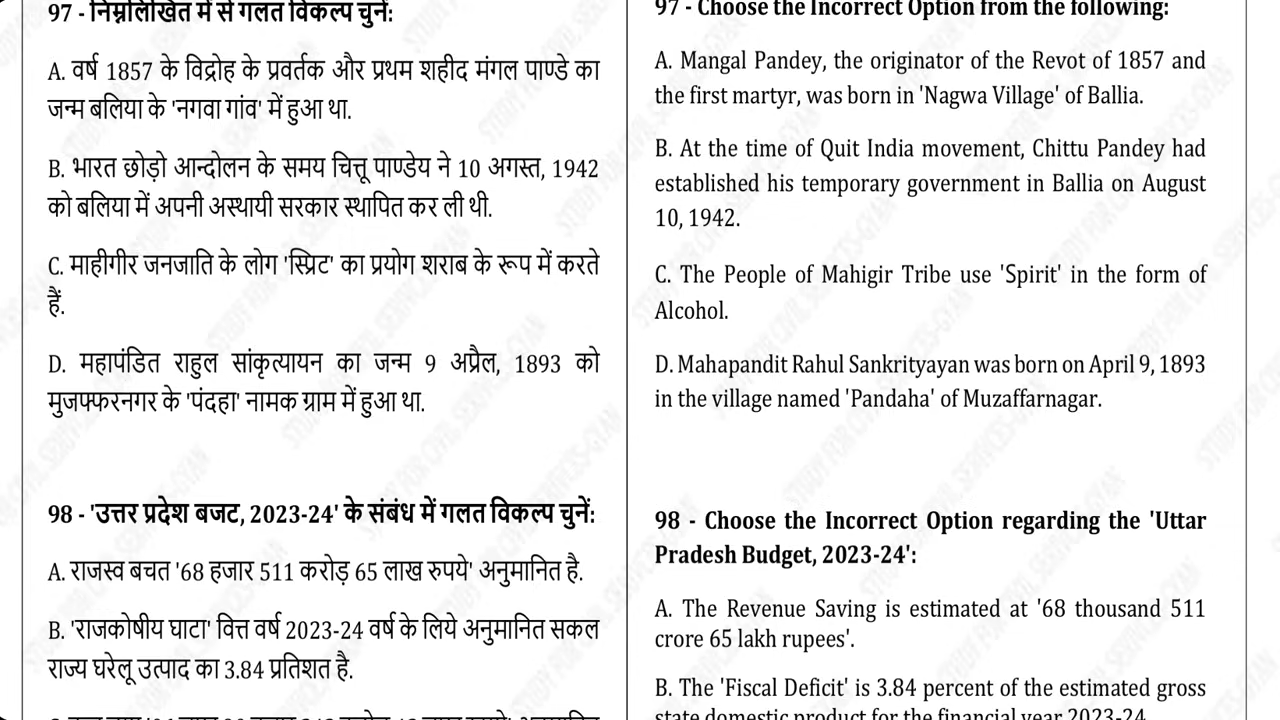 97 - निम्नलिखित में से गलत विकल्प चुनें:
A. वर्ष 1857 के विद्रोह के प्रवर्तक और प्रथम शहीद मंगल पाण्डे का
जन्म बलिया के 'नगवा गांव' में हुआ था.
B. भारत छोड़ो आन्दोलन के समय चित्तू पाण्डेय ने 10 अगस्त, 1942
को बलिया में अपनी अस्थायी सरकार स्थापित कर ली थी.
C. माहीगीर जनजाति के लोग 'स्प्रिट' का प्रयोग शराब के रूप में करते
हैं.
D. महापंडित राहुल सांकृत्यायन का जन्म 9 अप्रैल, 1893 को
मुजफ्फरनगर के 'पंदहा' नामक ग्राम में हुआ था.
98 - 'उत्तर प्रदेश बजट, 2023-24' के संबंध में गलत विकल्प चुनें:
A. राजस्व बचत '68 हजार 511 करोड़ 65 लाख रुपये' अनुमानित है.
B. 'राजकोषीय घाटा' वित्त वर्ष 2023-24 वर्ष के लिये अनुमानित सकल
राज्य घरेलू उत्पाद का 3.84 प्रतिशत है.
97 - Choose the Incorrect Option from the following:
A. Mangal Pandey, the originator of the Revot of 1857 and
the first martyr, was born in 'Nagwa Village' of Ballia.
B. At the time of Quit India movement, Chittu Pandey had
established his temporary government in Ballia on August
10, 1942.
C. The People of Mahigir Tribe use 'Spirit' in the form of
Alcohol.
D. Mahapandit Rahul Sankrityayan was born on April 9, 1893
in the village named 'Pandaha' of Muzaffarnagar.
98 - Choose the Incorrect Option regarding the 'Uttar
Pradesh Budget, 2023-24':
A. The Revenue Saving is estimated at '68 thousand 511
crore 65 lakh rupees'.
B. The 'Fiscal Deficit' is 3.84 percent of the estimated gross
state domestic product for the financial year 2023-24